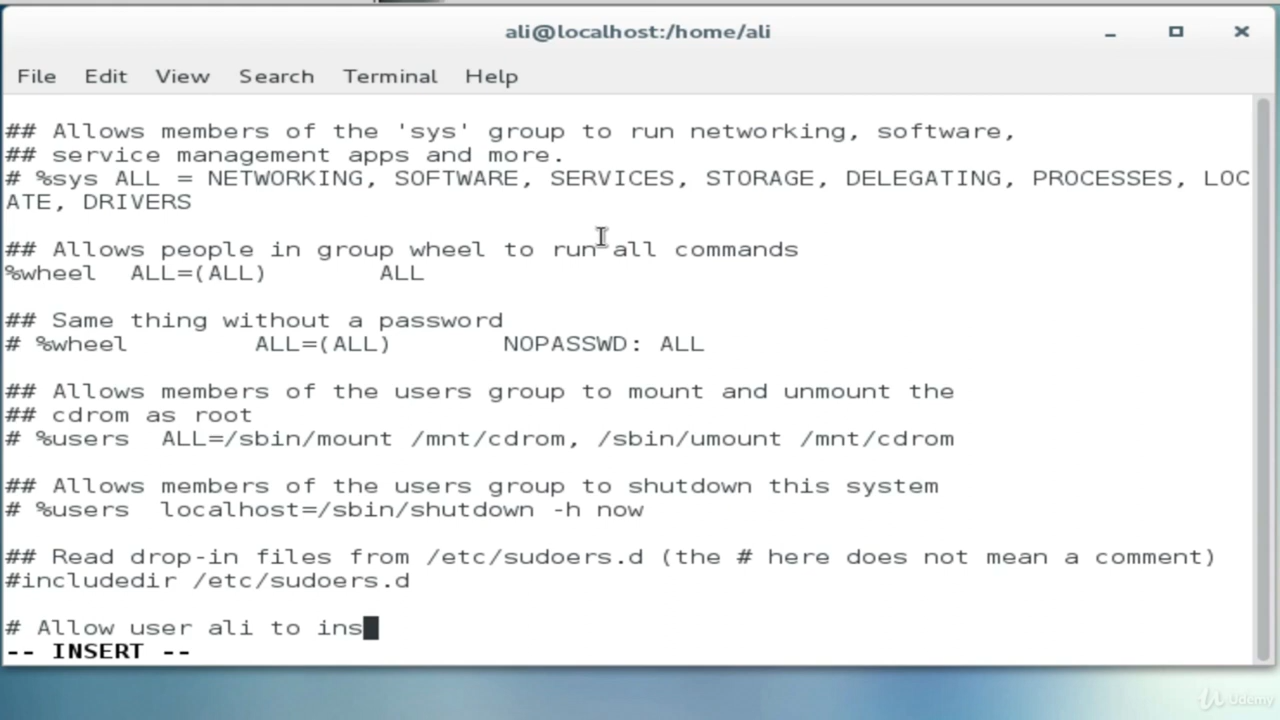 ali@localhost:/home/ali
File Edit View Search Terminal Help
## Allows members of the 'sys' group to run networking, software,
## service management apps and more.
# %sys ALL = NETWORKING, SOFTWARE, SERVICES, STORAGE, DELEGATING, PROCESSES, LOC
ATE, DRIVERS
## Allows people in group wheel to run all commands
%wheel  ALL=(ALL)       ALL
## Same thing without a password
# %wheel        ALL=(ALL)       NOPASSWD: ALL
## Allows members of the users group to mount and unmount the
## cdrom as root
# %users  ALL=/sbin/mount /mnt/cdrom, /sbin/umount /mnt/cdrom
## Allows members of the users group to shutdown this system
# %users  localhost=/sbin/shutdown -h now
## Read drop-in files from /etc/sudoers.d (the # here does not mean a comment)
#includedir /etc/sudoers.d
# Allow user ali to ins
-- INSERT --
Udemy